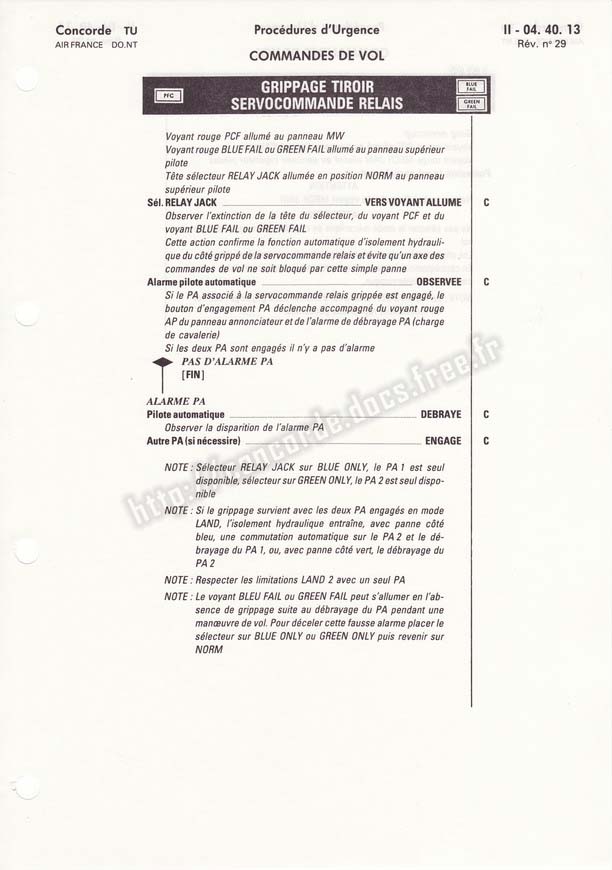 Concorde TU
AIR FRANCE DO.NT
Procédures d'Urgence
COMMANDES DE VOL
II - 04. 40. 13
Rév. n° 29
PFC
GRIPPAGE TIROIR
SERVOCOMMANDE RELAIS
BLUE
FAIL
GREEN
FAIL
Voyant rouge PCF allumé au panneau MW
Voyant rouge BLUE FAIL ou GREEN FAIL allumé au panneau supérieur
pilote
Tête sélecteur RELAY JACK allumée en position NORM au panneau
supérieur pilote
Sél. RELAY JACK VERS VOYANT ALLUME C
Observer l'extinction de la tête du sélecteur, du voyant PCF et du
voyant BLUE FAIL ou GREEN FAIL
Cette action confirme la fonction automatique d'isolement hydrauli-
que du côté grippé de la servocommande relais et évite qu'un axe des
commandes de vol ne soit bloqué par cette simple panne
Alarme pilote automatique OBSERVEE C
Si le PA associé à la servocommande relais grippée est engagé, le
bouton d'engagement PA déclenche accompagné du voyant rouge
AP du panneau annonciateur et de l'alarme de débrayage PA (charge
de cavalerie)
Si les deux PA sont engagés il n'y a pas d'alarme
PAS D'ALARME PA
[FIN]
ALARME PA
Pilote automatique DEBRAYE C
Observer la disparition de l'alarme PA
Autre PA (si nécessire) ENGAGE C
NOTE : Sélecteur RELAY JACK sur BLUE ONLY, le PA 1 est seul
disponible, sélecteur sur GREEN ONLY, le PA 2 est seul dispo-
nible
NOTE : Si le grippage survient avec les deux PA engagés en mode
LAND, l'isolement hydraulique entraîne, avec panne côté
bleu, une commutation automatique sur le PA 2 et le dé-
brayage du PA 1, ou, avec panne côté vert, le débrayage du
PA 2
NOTE : Respecter les limitations LAND 2 avec un seul PA
NOTE : Le voyant BLEU FAIL ou GREEN FAIL peut s'allumer en l'ab-
sence de grippage suite au débrayage du PA pendant une
manœuvre de vol. Pour déceler cette fausse alarme placer le
sélecteur sur BLUE ONLY ou GREEN ONLY puis revenir sur
NORM